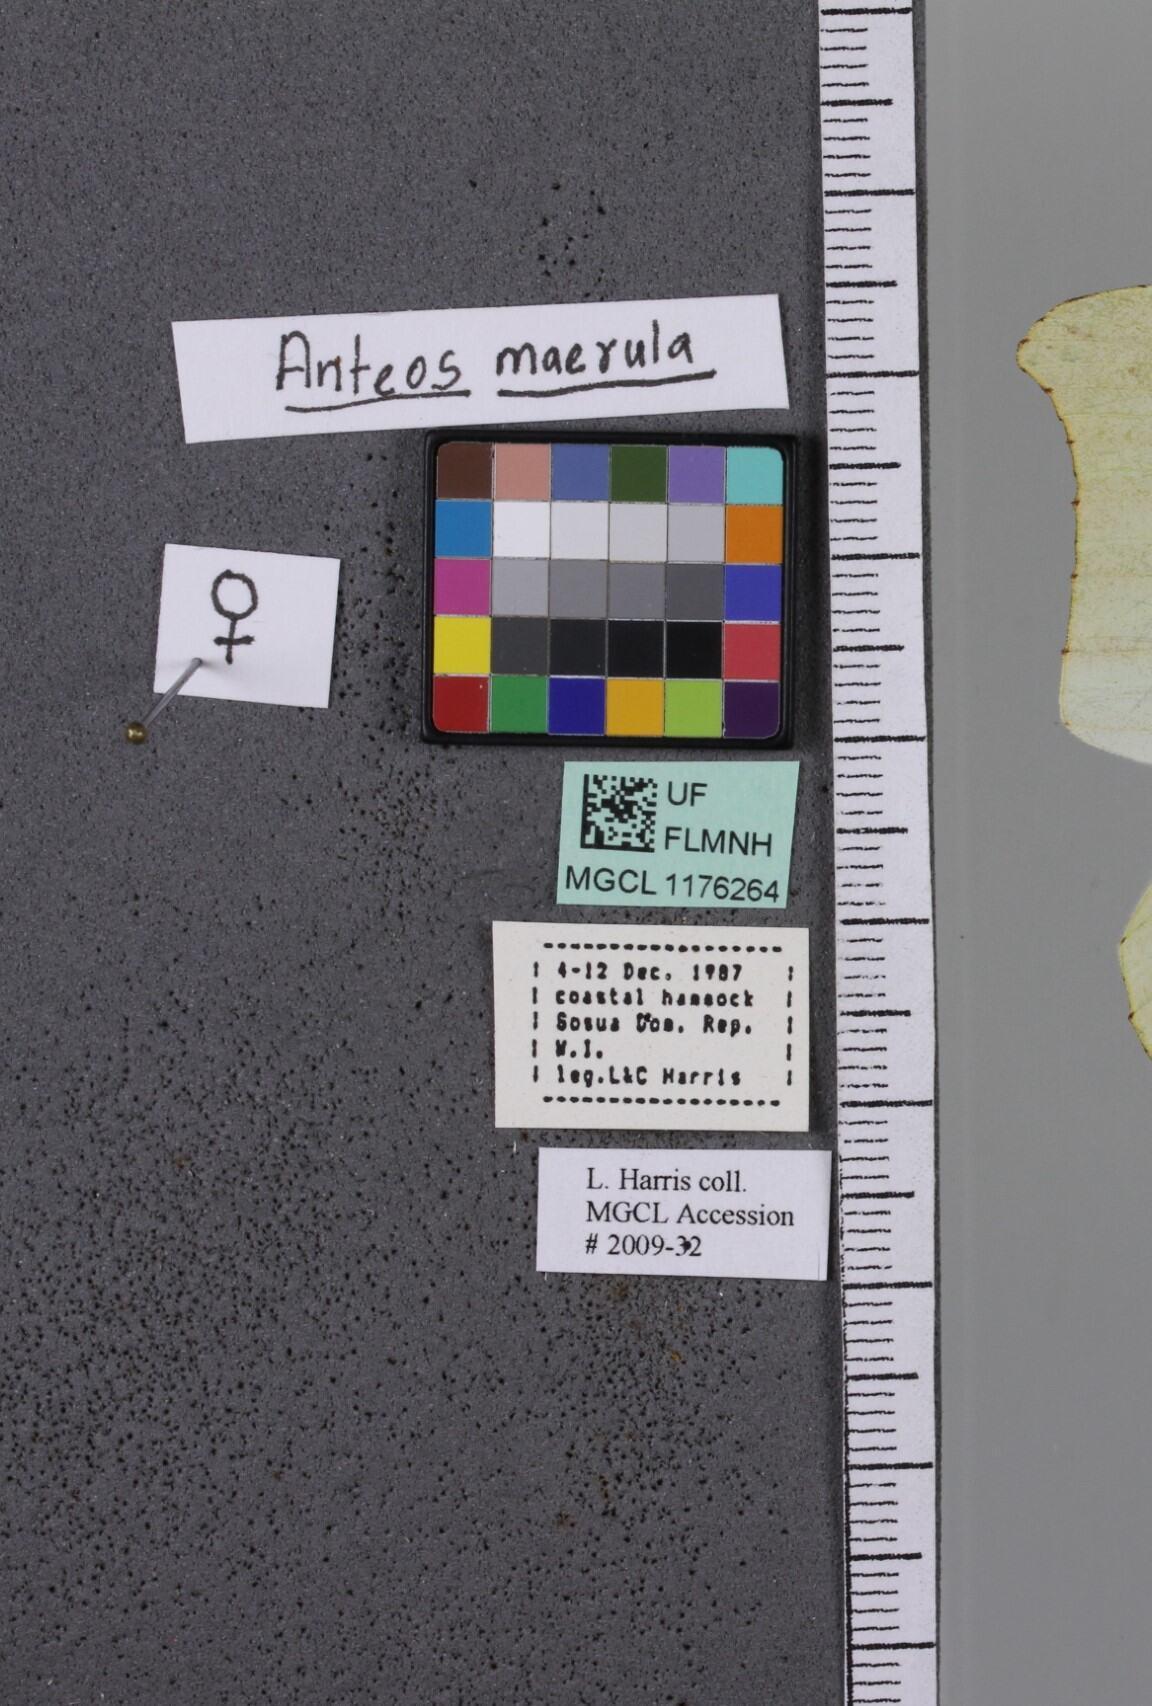 Anteos maerula
♀
UF
FLMNH
MGCL 1176264
4-12 Dec. 1987
coastal hammock
Sosua Dom. Rep.
W.I.
leg.L&C Harris
L. Harris coll.
MGCL Accession
# 2009-32